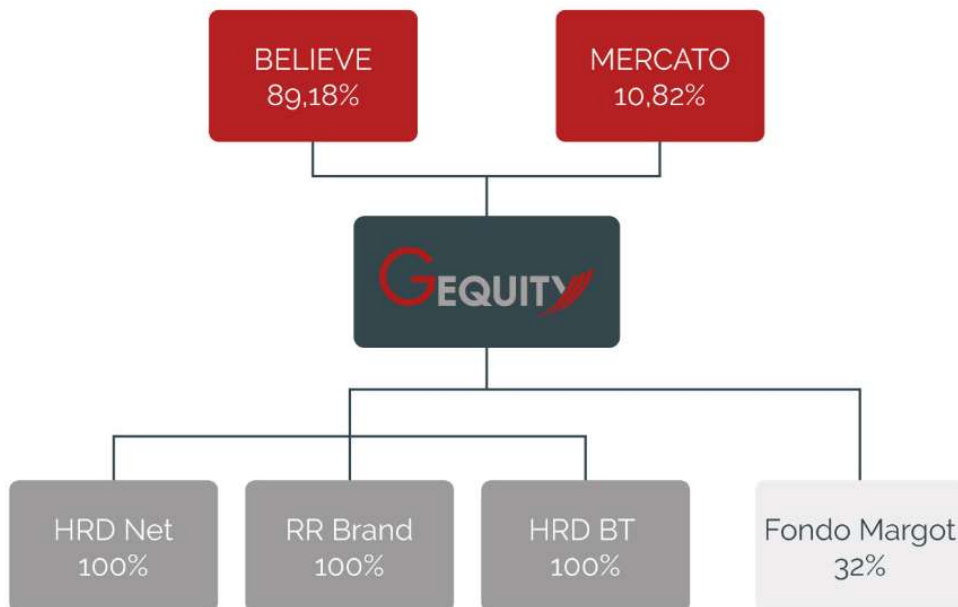 BELIEVE
89,18%
MERCATO
10,82%
GEQUITY
HRD Net
100%
RR Brand
100%
HRD BT
100%
Fondo Margot
32%